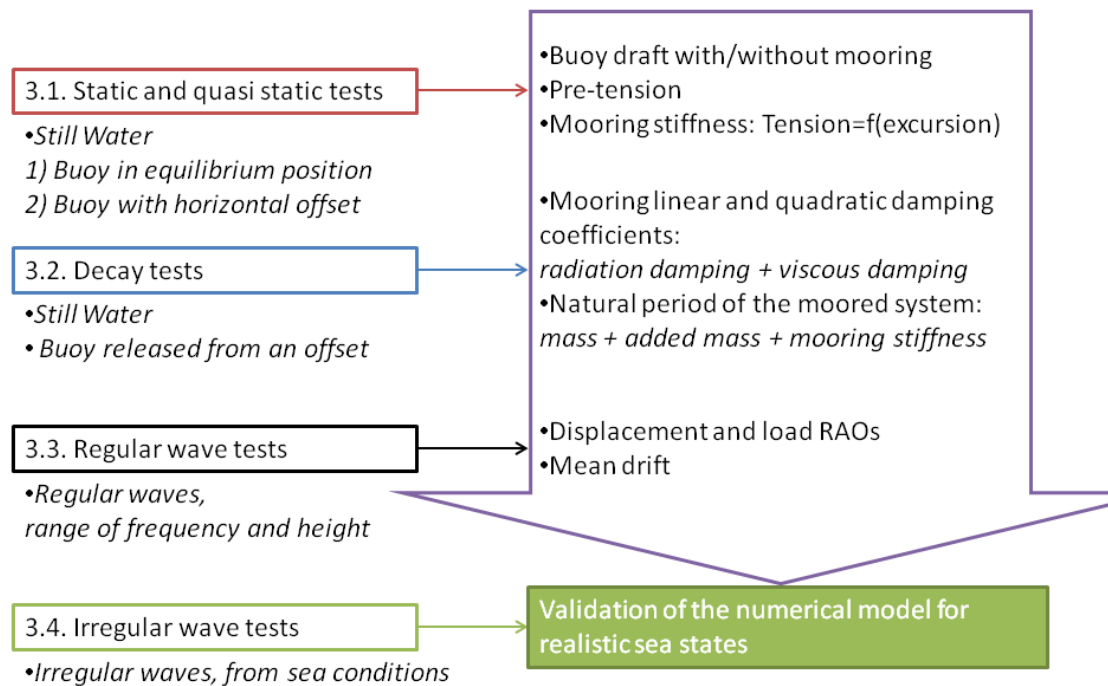 3.1. Static and quasi static tests
•Still Water
1) Buoy in equilibrium position
2) Buoy with horizontal offset
•Buoy draft with/without mooring
•Pre-tension
•Mooring stiffness: Tension=f(excursion)
3.2. Decay tests
•Still Water
• Buoy released from an offset
•Mooring linear and quadratic damping
coefficients:
radiation damping + viscous damping
•Natural period of the moored system:
mass + added mass + mooring stiffness
3.3. Regular wave tests
•Regular waves,
range of frequency and height
•Displacement and load RAOs
•Mean drift
3.4. Irregular wave tests
•Irregular waves, from sea conditions
Validation of the numerical model for
realistic sea states